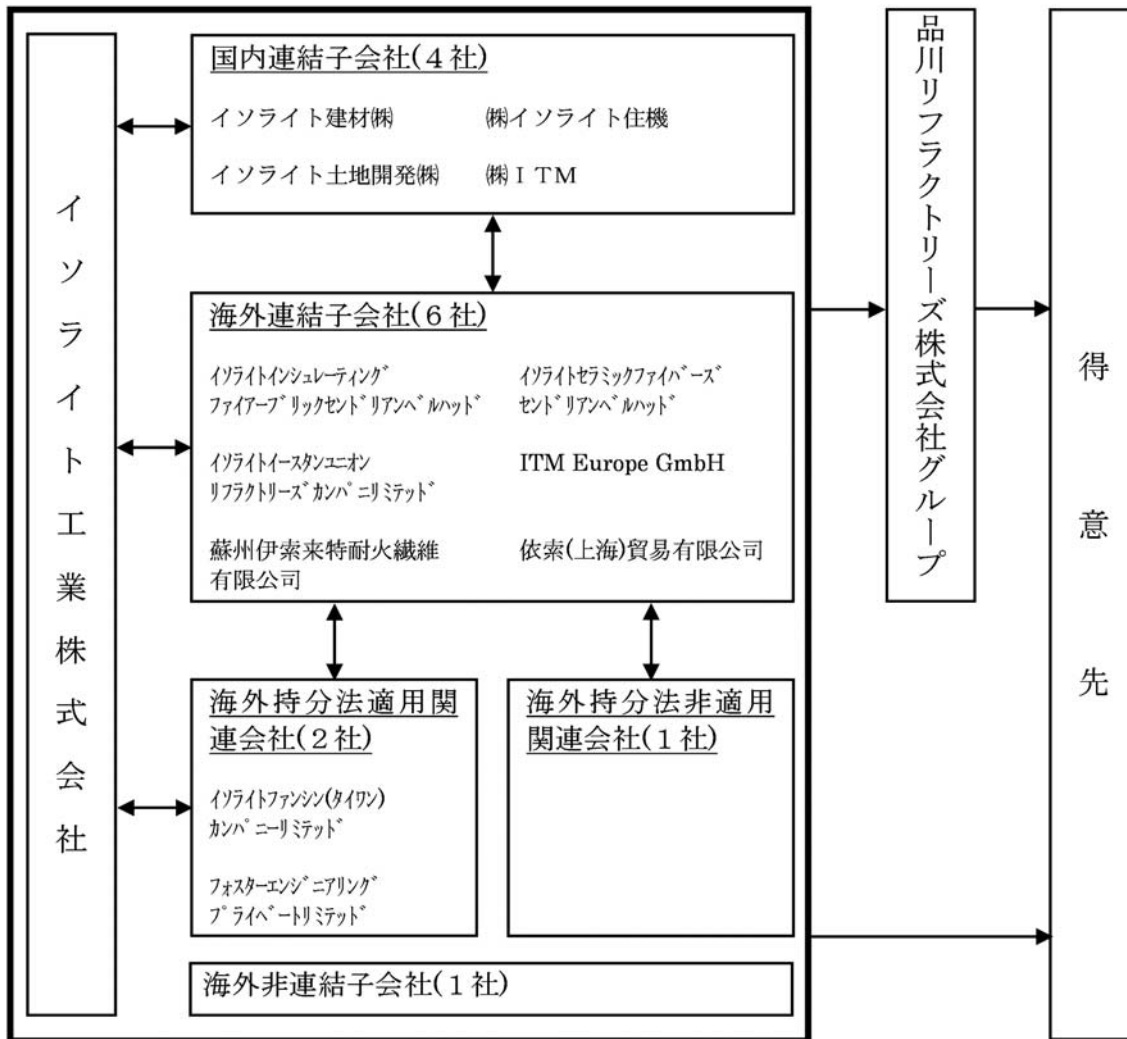 イソライト工業株式会社
国内連結子会社(４社)
イソライト建材㈱
㈱イソライト住機
イソライト土地開発㈱
㈱ＩＴＭ
海外連結子会社(６社)
ｲｿﾗｲﾄｲﾝｼｭﾚｰﾃｨﾝｸﾞ
ﾌｧｲｱｰﾌﾞﾘｯｸｾﾝﾄﾞﾘｱﾝﾍﾞﾙﾊｯﾄﾞ
ｲｿﾗｲﾄｾﾗﾐｯｸﾌｧｲﾊﾞｰｽﾞ
ｾﾝﾄﾞﾘｱﾝﾍﾞﾙﾊｯﾄﾞ
ｲｿﾗｲﾄｲｰｽﾀﾝﾕﾆｵﾝ
ﾘﾌﾗｸﾄﾘｰｽﾞｶﾝﾊﾟﾆﾘﾐﾃｯﾄﾞ
ITM Europe GmbH
蘇州伊索来特耐火繊維
有限公司
依索(上海)貿易有限公司
海外持分法適用関
連会社(２社)
ｲｿﾗｲﾄﾌｧﾝｼﾝ(ﾀｲﾜﾝ)
ｶﾝﾊﾟﾆｰﾘﾐﾃｯﾄﾞ
ﾌｫｽﾀｰｴﾝｼﾞﾆｱﾘﾝｸﾞ
ﾌﾟﾗｲﾍﾞｰﾄﾘﾐﾃｯﾄﾞ
海外持分法非適用
関連会社(１社)
海外非連結子会社(１社)
品川リフラクトリーズ株式会社グループ
得意先